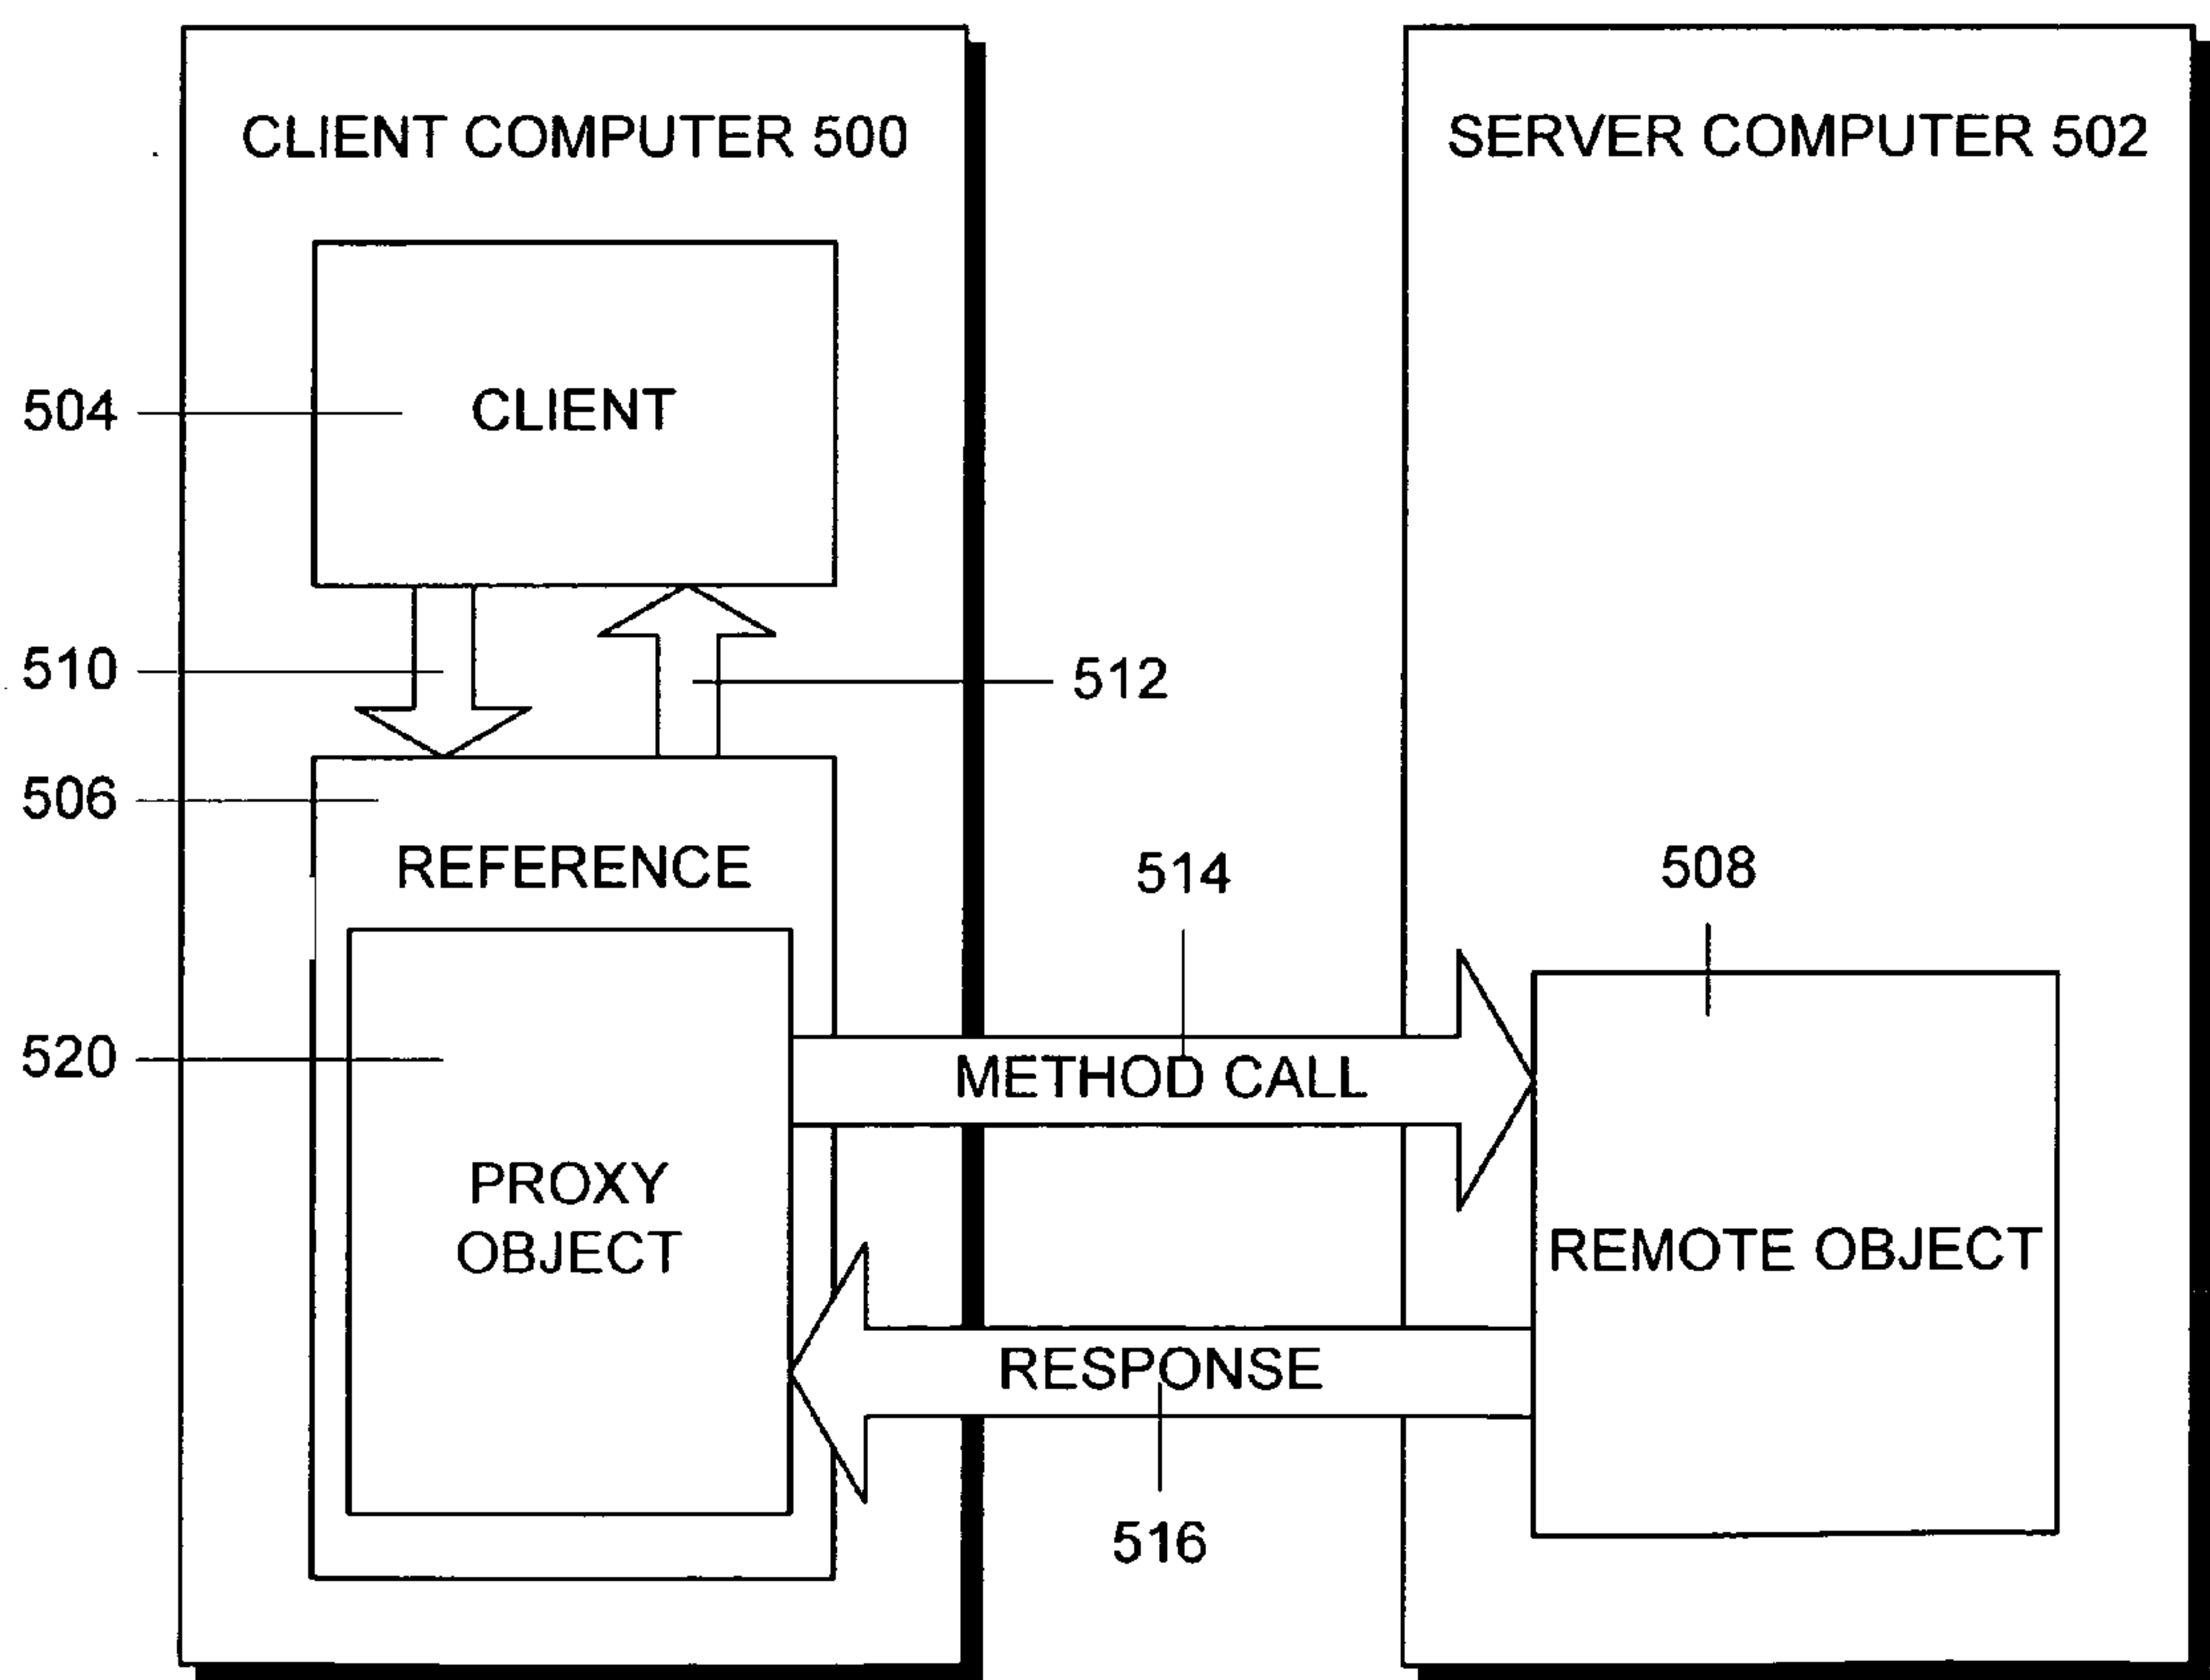 CLIENT COMPUTER 500
SERVER COMPUTER 502
504
CLIENT
510
512
506
REFERENCE
514
508
520
METHOD CALL
PROXY
OBJECT
REMOTE OBJECT
RESPONSE
516